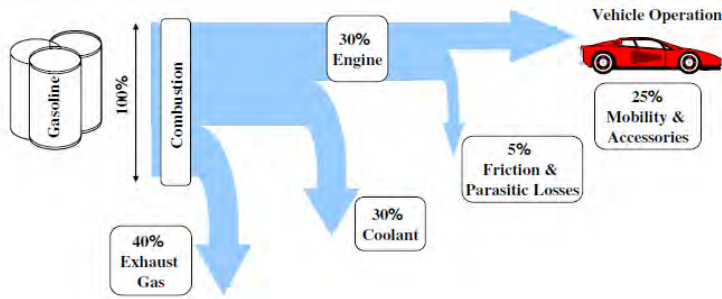 Vehicle Operation
Gasoline
100%
Combustion
30%
Engine
25%
Mobility &
Accessories
5%
Friction &
Parasitic Losses
30%
Coolant
40%
Exhaust
Gas